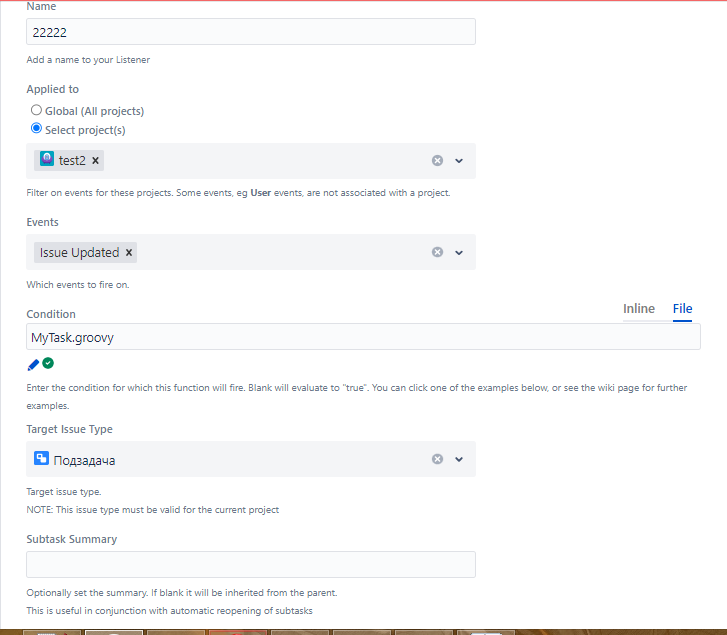 Name
22222
Add a name to your Listener
Applied to
Global (All projects)
Select project(s)
test2 ×
Filter on events for these projects. Some events, eg User events, are not associated with a project.
Events
Issue Updated ×
Which events to fire on.
Inline File
Condition
MyTask.groovy
Enter the condition for which this function will fire. Blank will evaluate to "true". You can click one of the examples below, or see the wiki page for further
examples.
Target Issue Type
Подзадача
Target issue type.
NOTE: This issue type must be valid for the current project
Subtask Summary
Optionally set the summary. If blank it will be inherited from the parent.
This is useful in conjunction with automatic reopening of subtasks